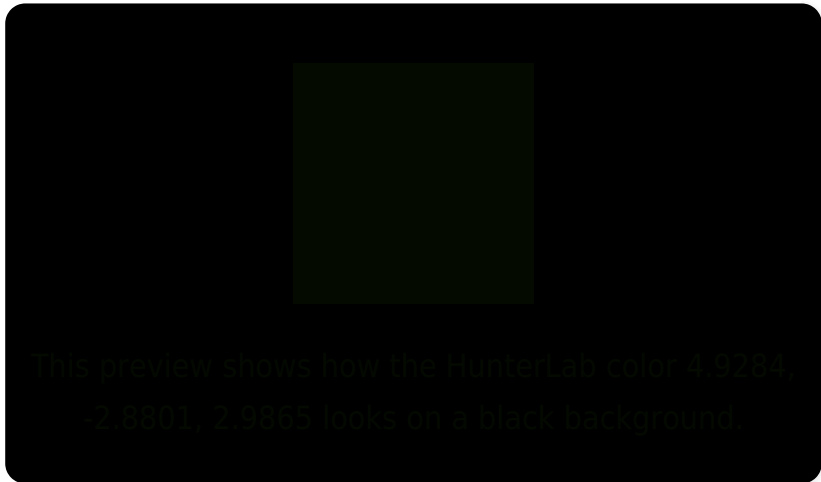 This preview shows how the HunterLab color 4.9284,
-2.8801, 2.9865 looks on a black background.